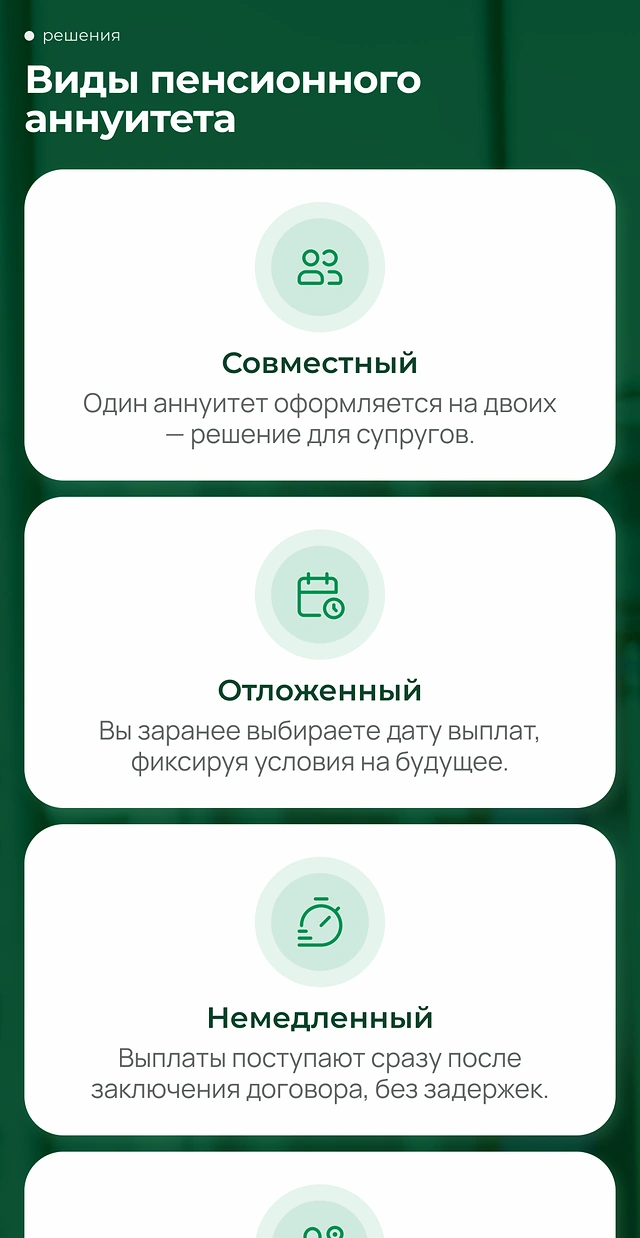 решения
Виды пенсионного
аннуитета
Совместный
Один аннуитет оформляется на двоих
— решение для супругов.
Отложенный
Вы заранее выбираете дату выплат,
фиксируя условия на будущее.
Немедленный
Выплаты поступают сразу после
заключения договора, без задержек.